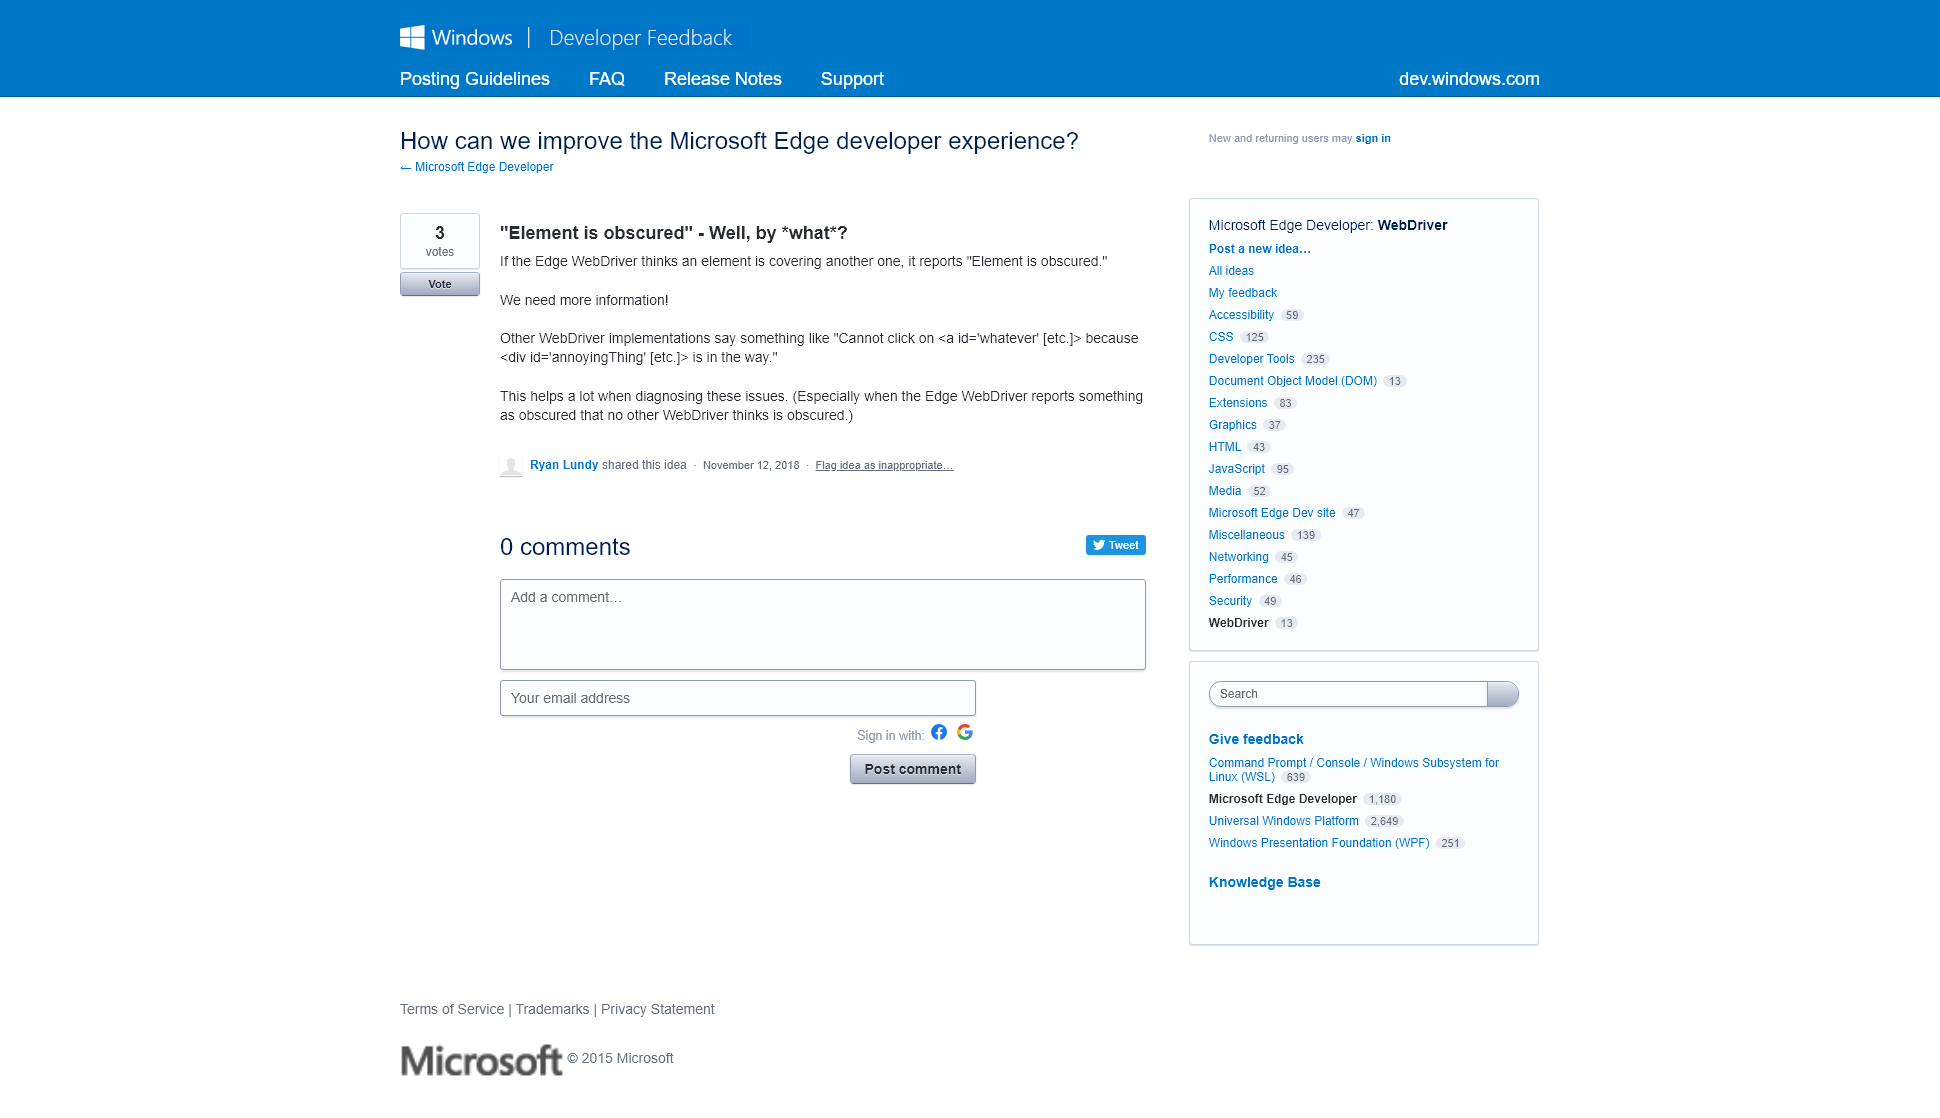 Windows | Developer Feedback
Posting Guidelines FAQ Release Notes Support dev.windows.com
How can we improve the Microsoft Edge developer experience?
← Microsoft Edge Developer
New and returning users may sign in
3
votes
Vote
"Element is obscured" - Well, by *what*?
If the Edge WebDriver thinks an element is covering another one, it reports "Element is obscured."
We need more information!
Other WebDriver implementations say something like "Cannot click on <a id='whatever' [etc.]> because
<div id='annoyingThing' [etc.]> is in the way."
This helps a lot when diagnosing these issues. (Especially when the Edge WebDriver reports something
as obscured that no other WebDriver thinks is obscured.)
Ryan Lundy shared this idea · November 12, 2018 · Flag idea as inappropriate…
0 comments
Tweet
Add a comment…
Your email address
Sign in with:
Post comment
Microsoft Edge Developer: WebDriver
Post a new idea…
All ideas
My feedback
Accessibility 59
CSS 125
Developer Tools 235
Document Object Model (DOM) 13
Extensions 83
Graphics 37
HTML 43
JavaScript 95
Media 52
Microsoft Edge Dev site 47
Miscellaneous 139
Networking 45
Performance 46
Security 49
WebDriver 13
Search
Give feedback
Command Prompt / Console / Windows Subsystem for
Linux (WSL) 639
Microsoft Edge Developer 1,180
Universal Windows Platform 2,649
Windows Presentation Foundation (WPF) 251
Knowledge Base
Terms of Service | Trademarks | Privacy Statement
Microsoft © 2015 Microsoft